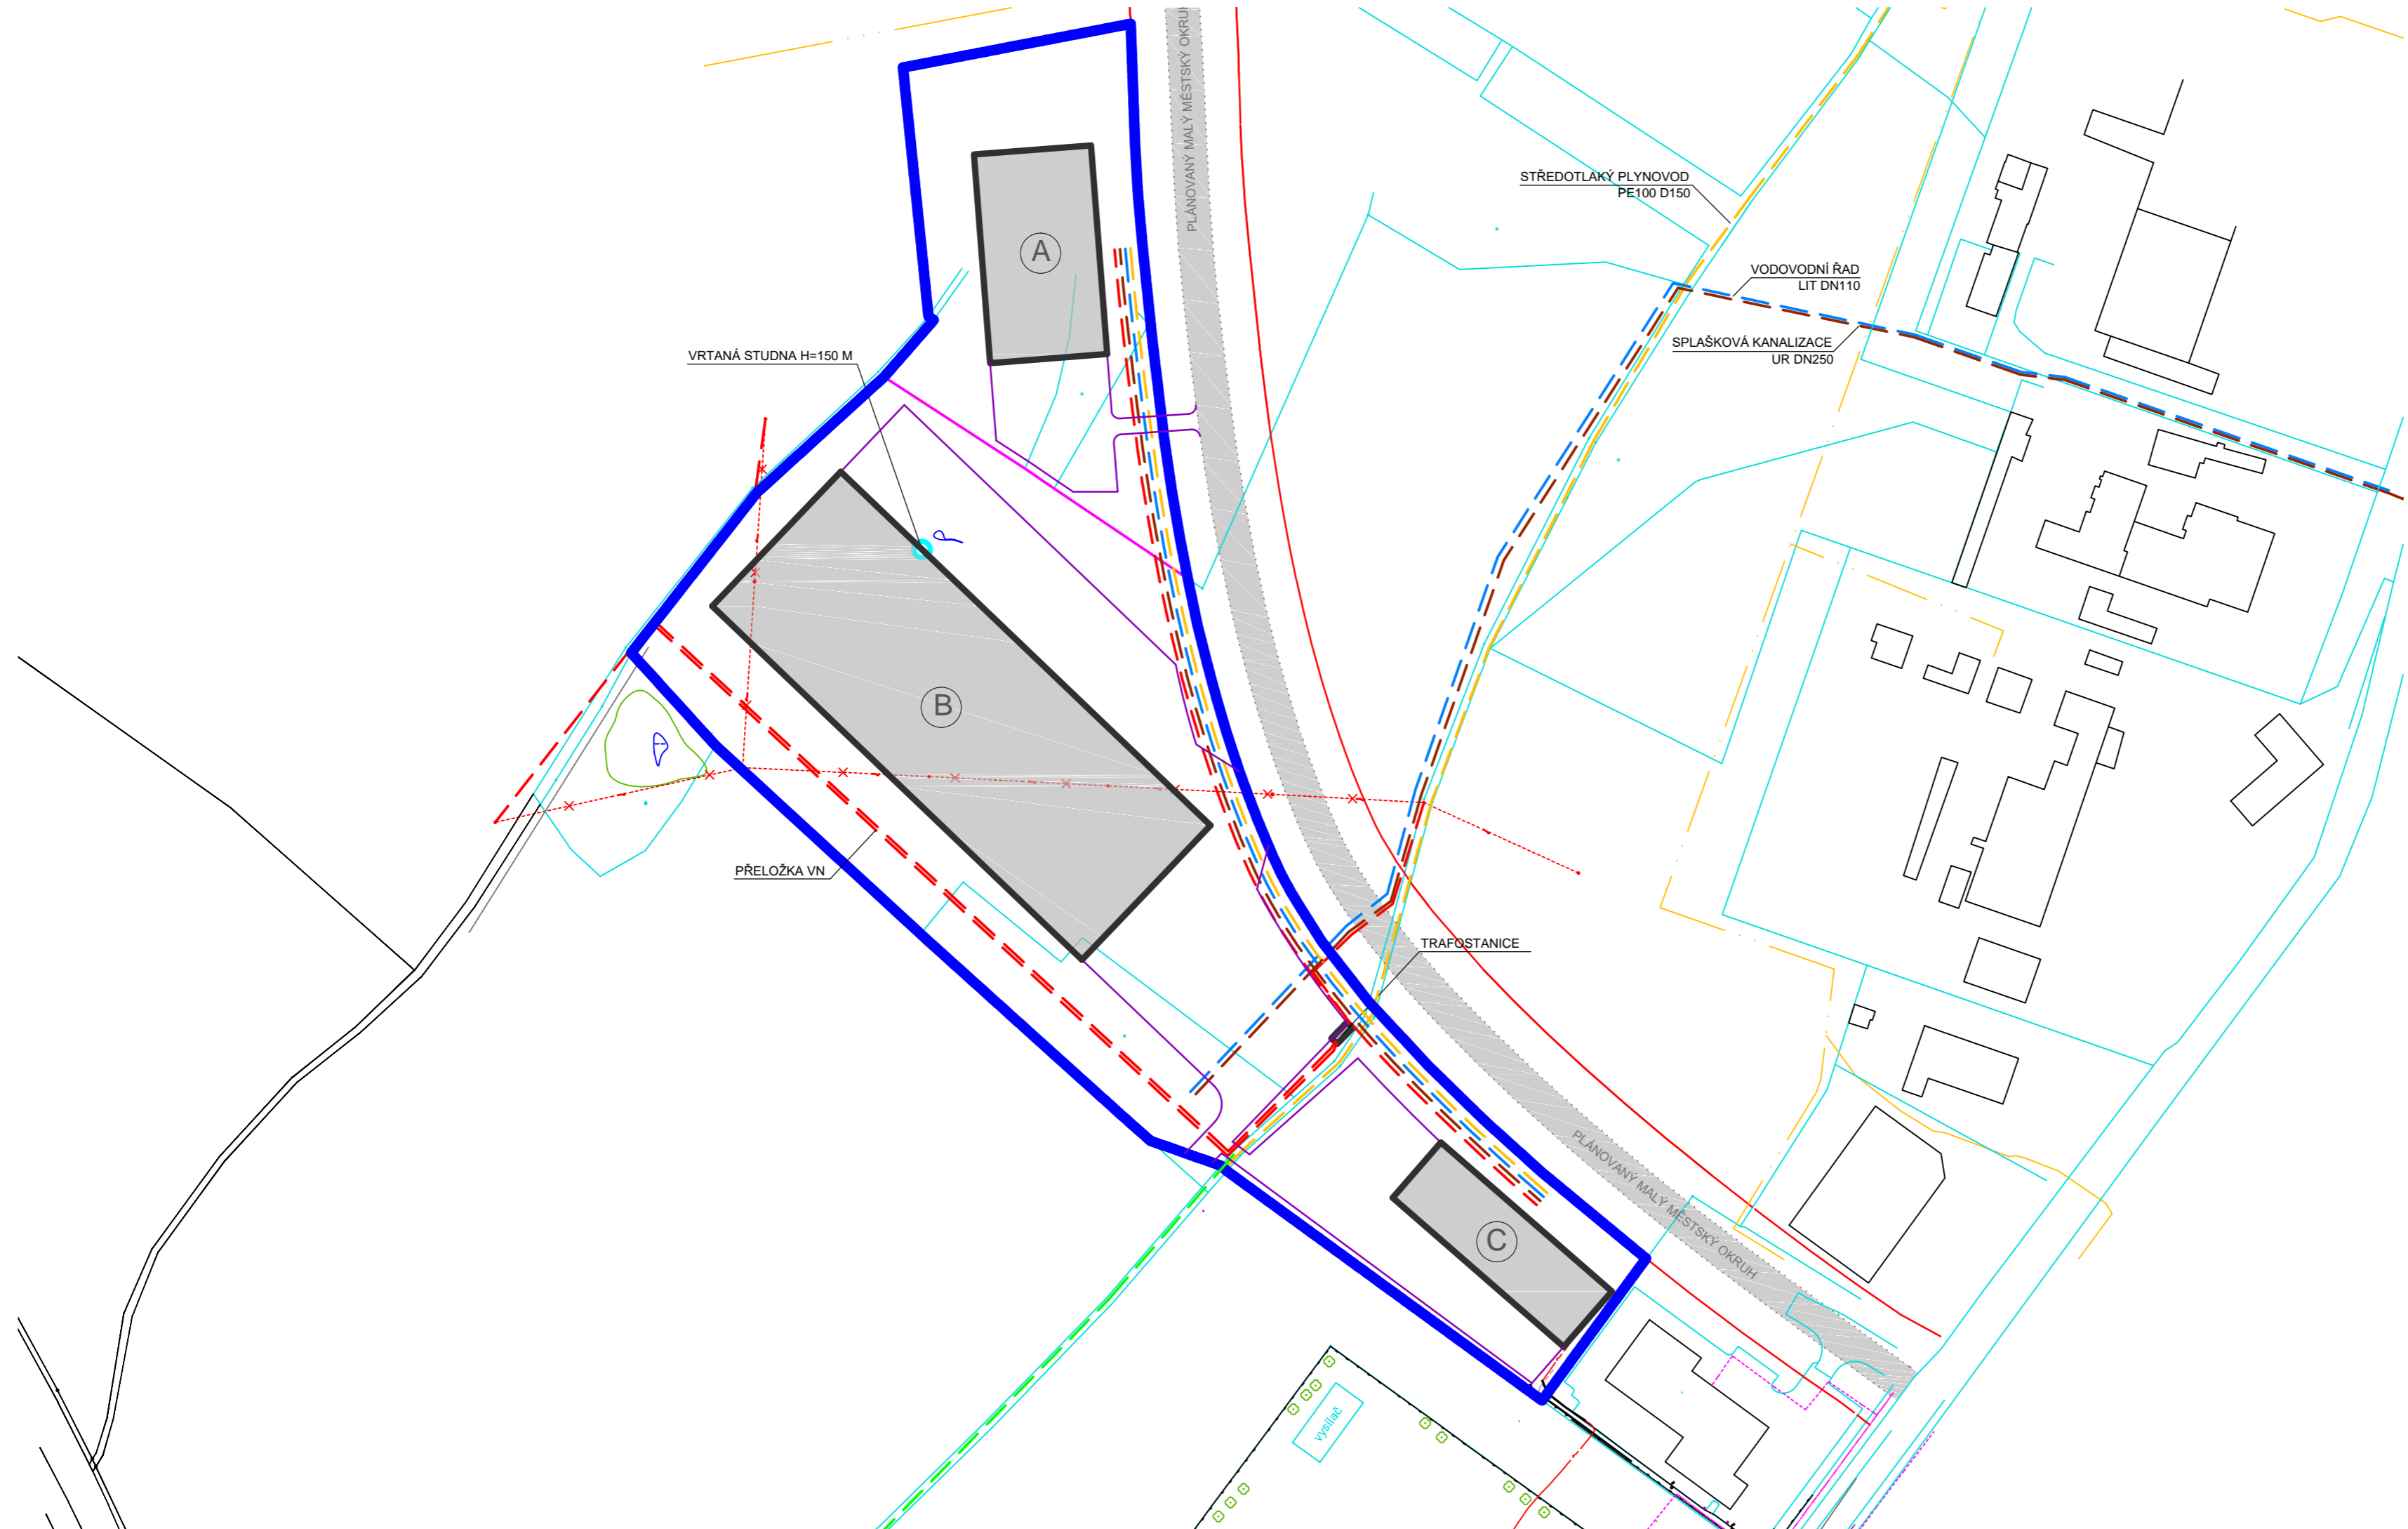 PLÁNOVANÝ MALÝ MĚSTSKÝ OKRUH
STŘEDOTLAKÝ PLYNOVOD
PE100 D150
A
VODOVODNÍ ŘAD
LIT DN110
SPLAŠKOVÁ KANALIZACE
UR DN250
VRTANÁ STUDNA H=150 M
B
PŘELOŽKA VN
TRAFOSTANICE
PLÁNOVANÝ MALÝ MĚSTSKÝ OKRUH
C
vysílač